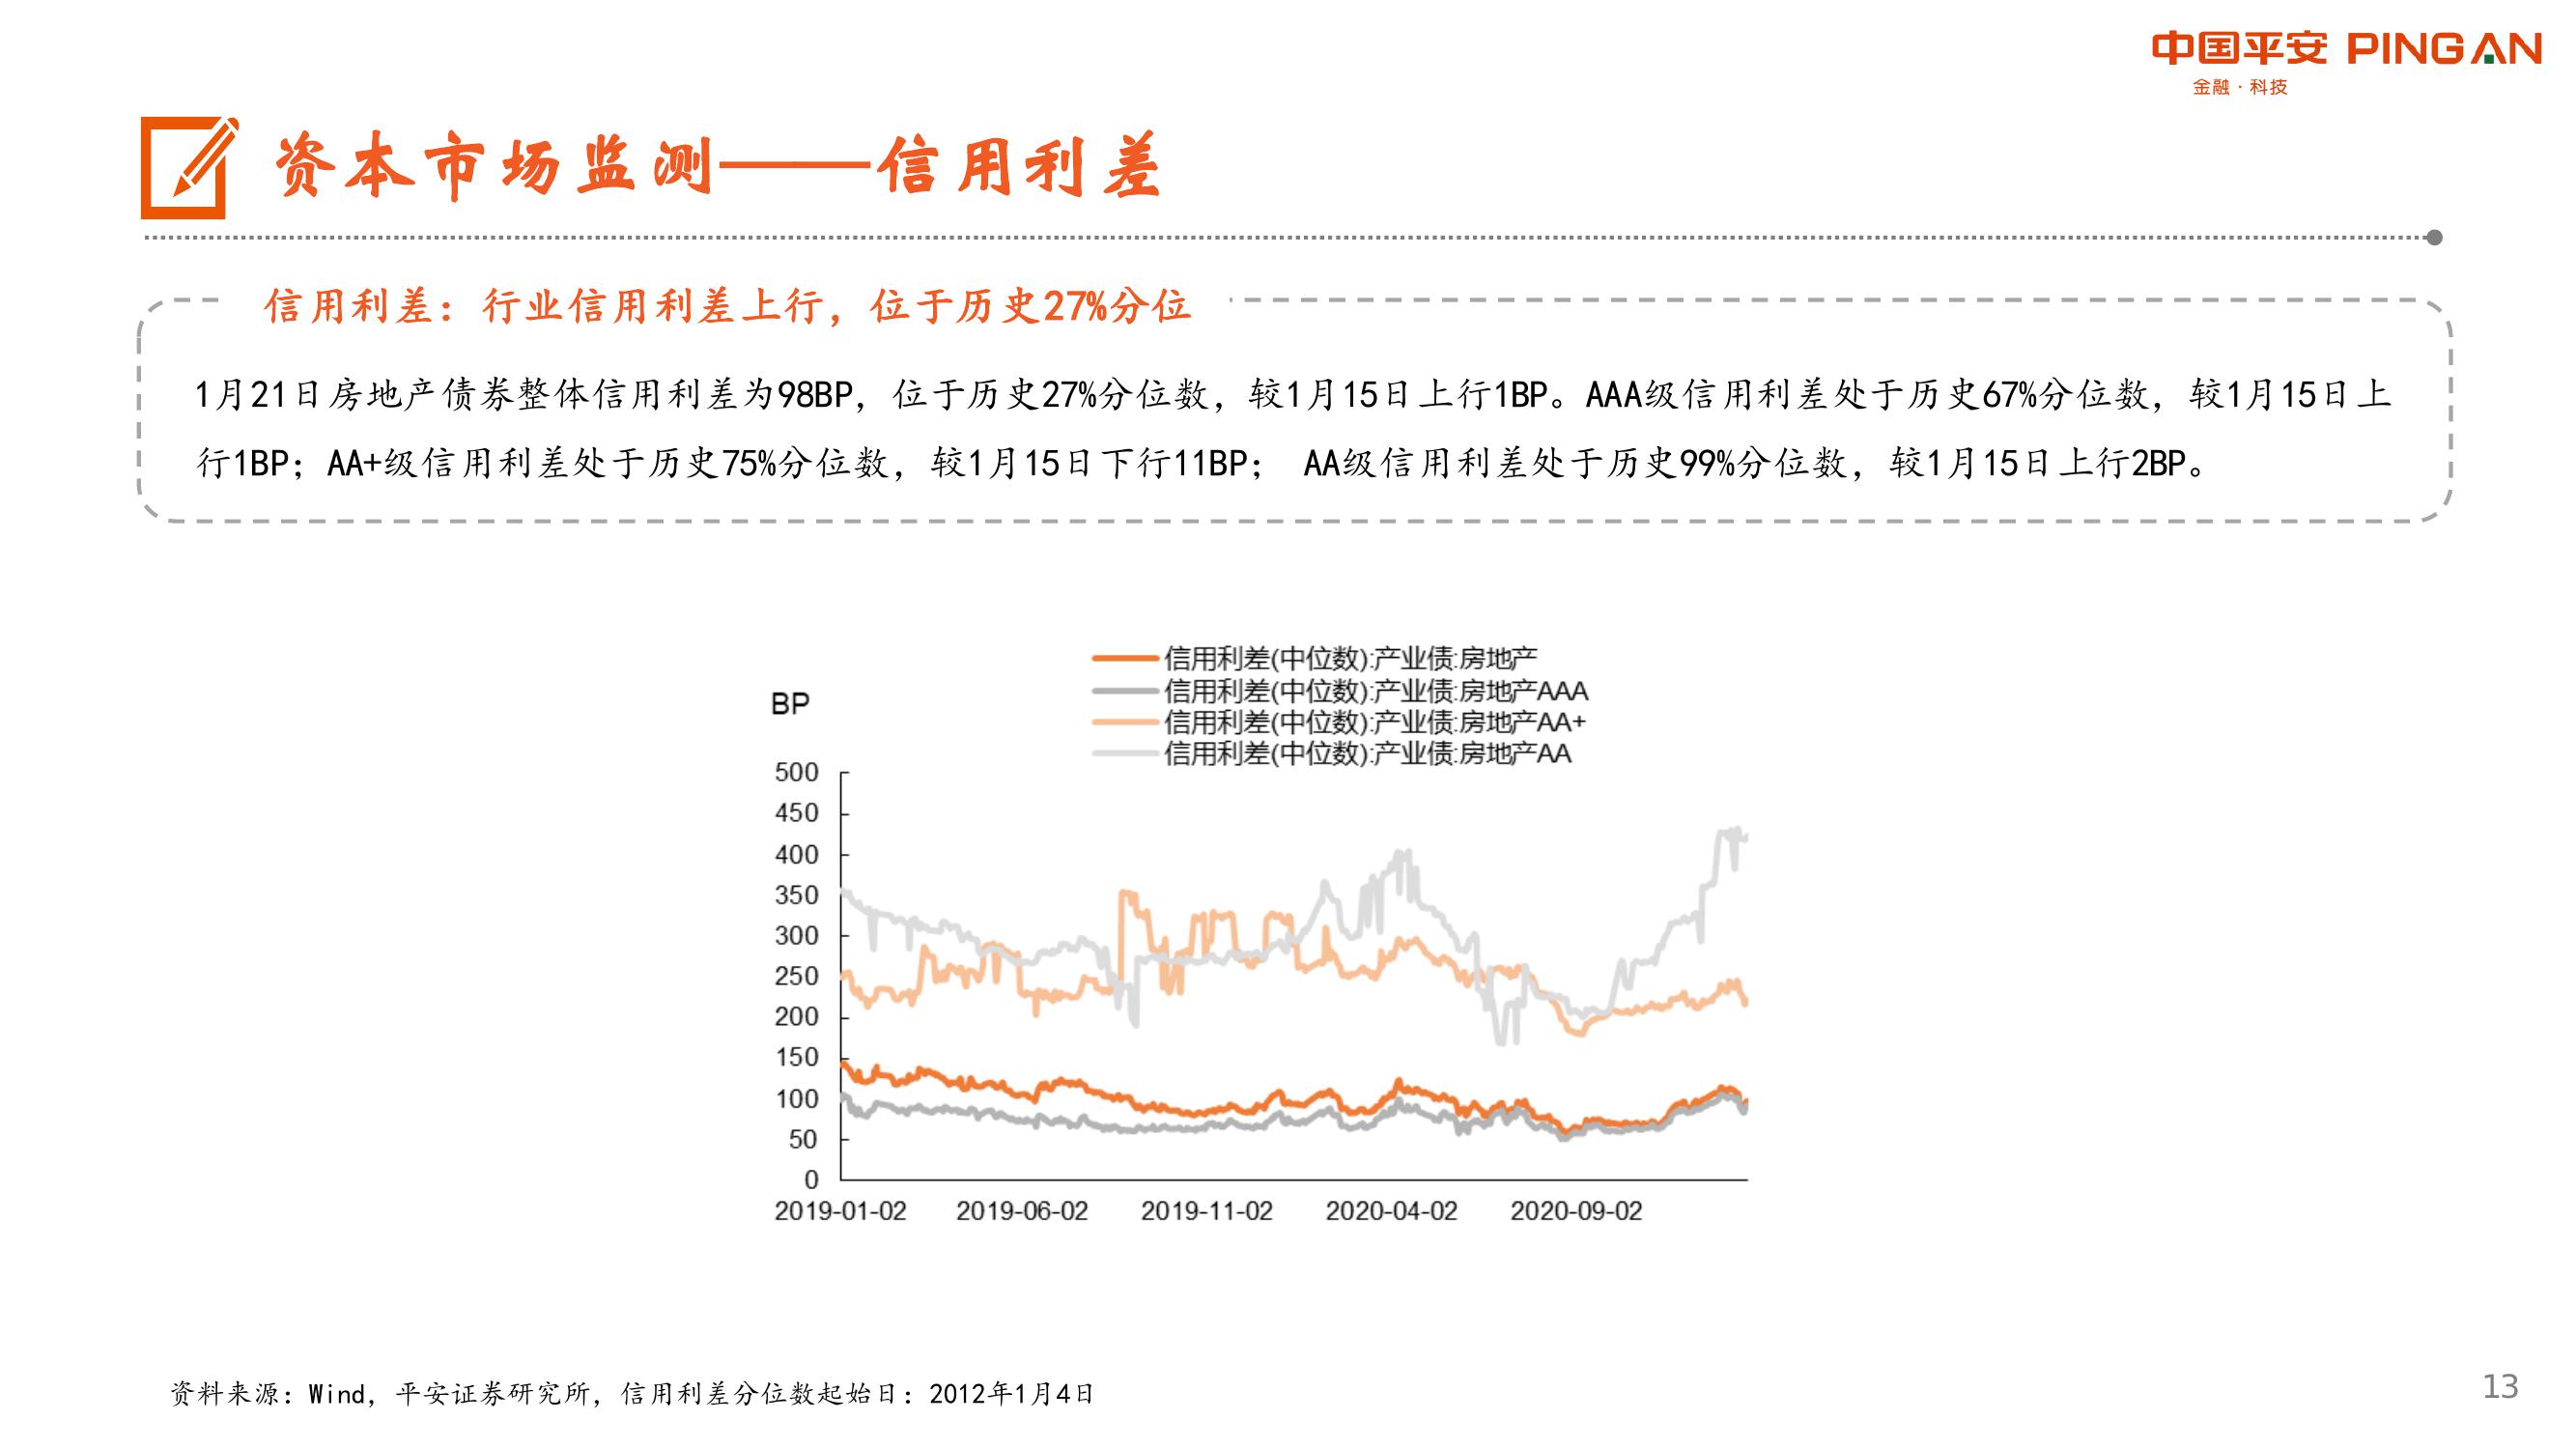 中国平安 PINGAN
金融·科技
资本市场监测——信用利差
信用利差：行业信用利差上行，位于历史27%分位
1月21日房地产债券整体信用利差为98BP，位于历史27%分位数，较1月15日上行1BP。AAA级信用利差处于历史67%分位数，较1月15日上
行1BP；AA+级信用利差处于历史75%分位数，较1月15日下行11BP； AA级信用利差处于历史99%分位数，较1月15日上行2BP。
信用利差(中位数):产业债:房地产
信用利差(中位数):产业债:房地产AAA
信用利差(中位数):产业债:房地产AA+
信用利差(中位数):产业债:房地产AA
BP
500
450
400
350
300
250
200
150
100
50
0
2019-01-02 2019-06-02 2019-11-02 2020-04-02 2020-09-02
资料来源：Wind，平安证券研究所，信用利差分位数起始日：2012年1月4日
13